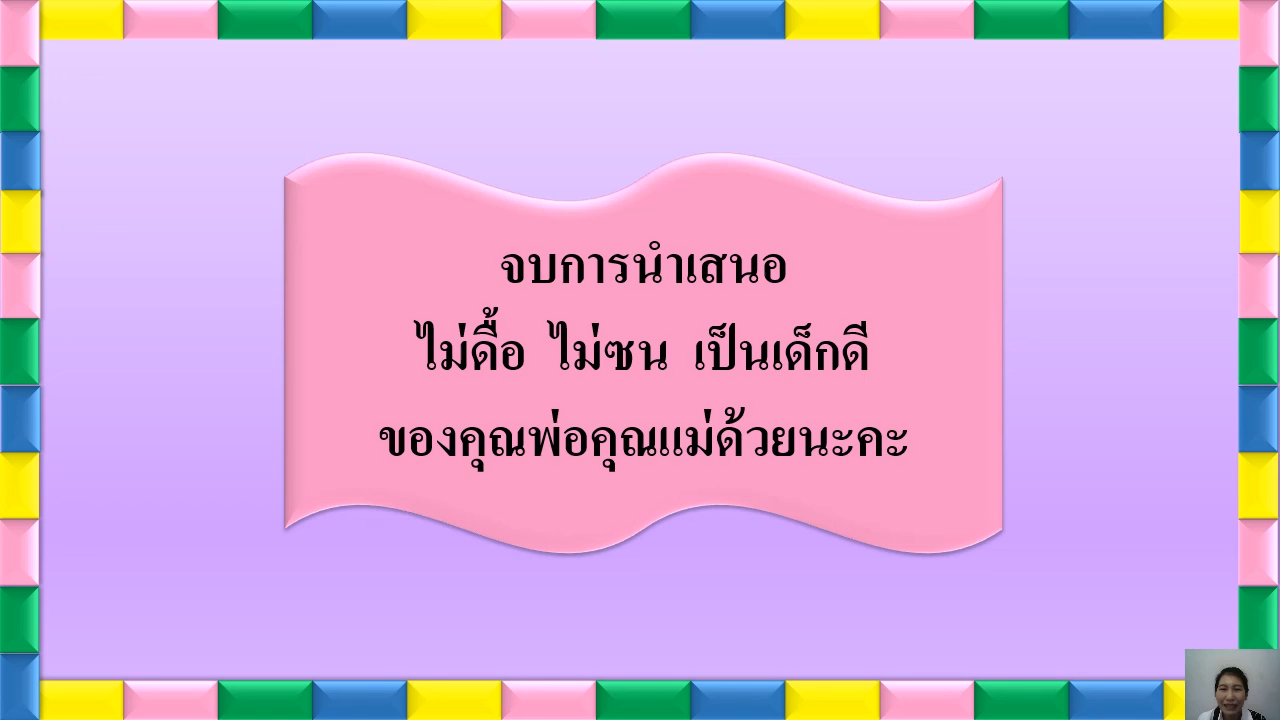 จบการนำเสนอ
ไม่ดื้อ ไม่ซน เป็นเด็กดี
ของคุณพ่อคุณแม่ด้วยนะคะ